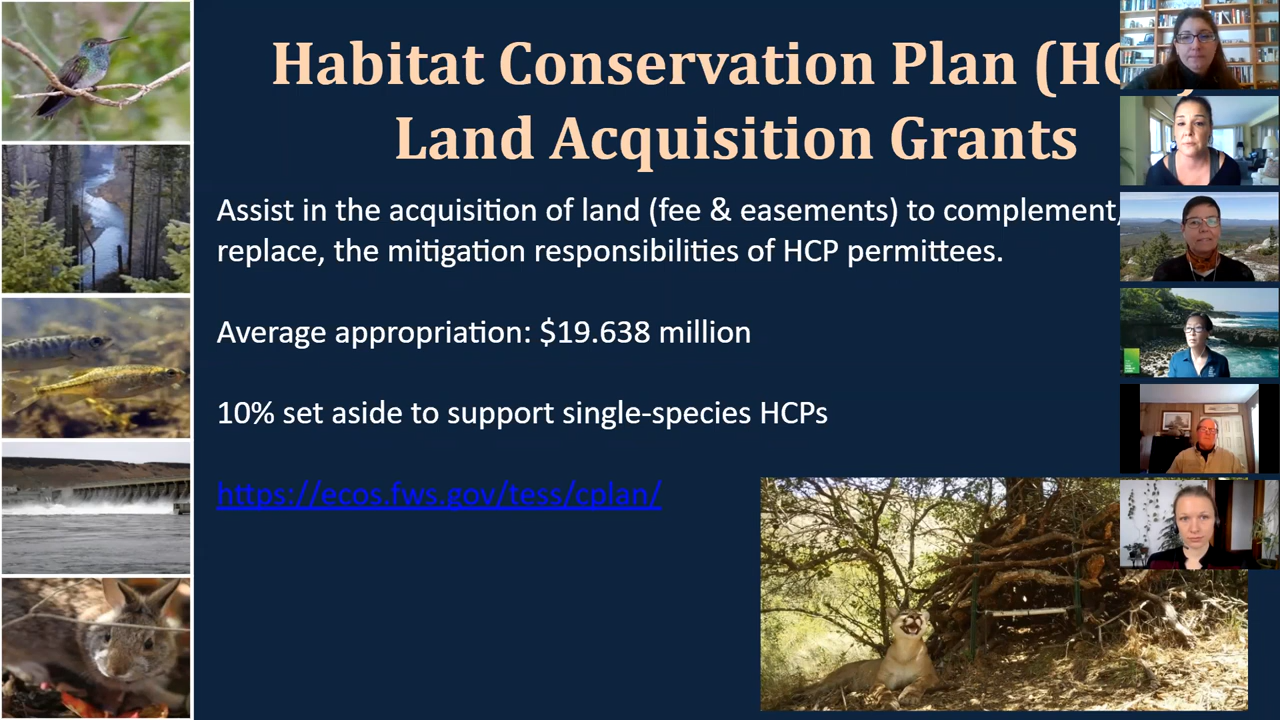 Habitat Conservation Plan (HC
Land Acquisition Grants
Assist in the acquisition of land (fee & easements) to complement,
replace, the mitigation responsibilities of HCP permittees.
Average appropriation: $19.638 million
10% set aside to support single-species HCPs
https://ecos.fws.gov/tess/cplan/